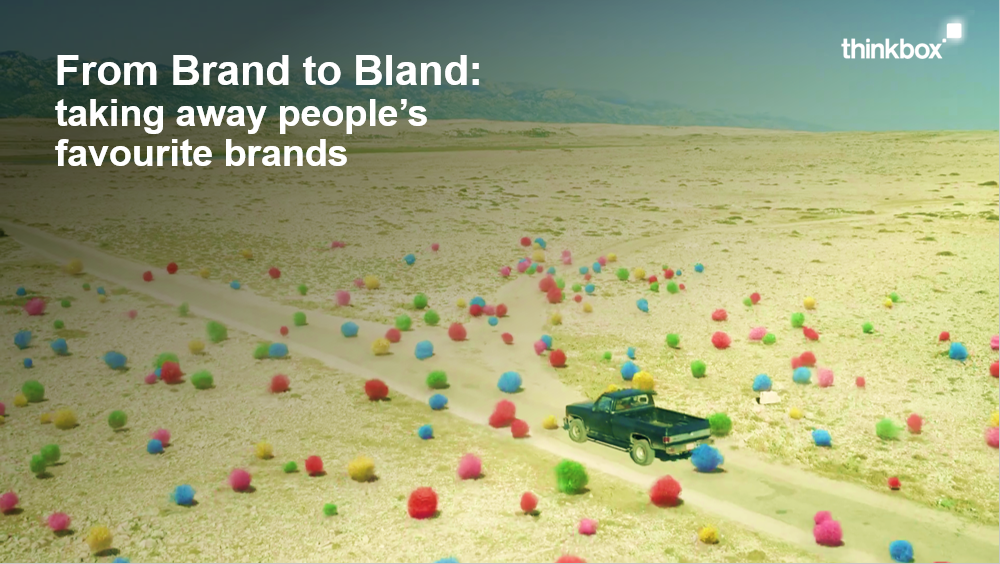 thinkbox
From Brand to Bland:
taking away people’s
favourite brands